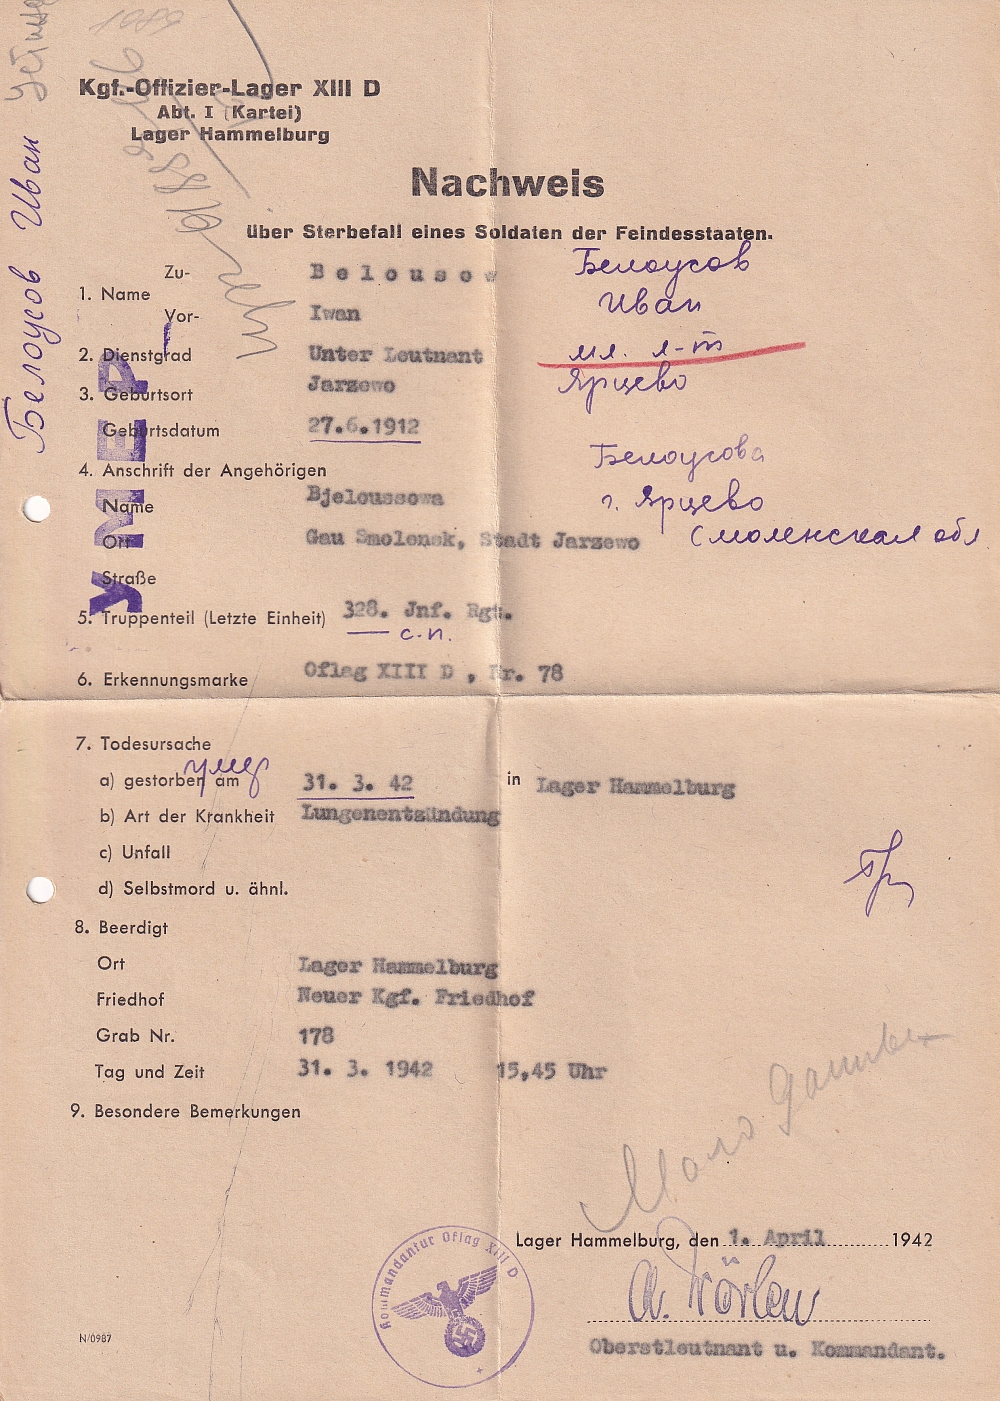 Белоусов Иван
Kgf.-Offizier-Lager XIII D
Abt. I (Kartei)
Lager Hammelburg
Nachweis
über Sterbefall eines Soldaten der Feindesstaaten.
1. Name
Zu- Belousow Белоусов
Vor- Iwan Иван
2. Dienstgrad Unter Leutnant мл. л-т
3. Geburtsort Jarzewo Ярцево
Geburtsdatum 27.6.1912
4. Anschrift der Angehörigen Белоусова
Name Bjeloussowa г. Ярцево
Ort Gau Smolensk, Stadt Jarzewo Смоленская обл
Straße
УМЕР
5. Truppenteil (Letzte Einheit) 328. Jnf. Rgt.
с.п.
6. Erkennungsmarke Oflag XIII D , Nr. 78
7. Todesursache
умер
a) gestorben am 31. 3. 42 in Lager Hammelburg
b) Art der Krankheit Lungenentzündung
c) Unfall
d) Selbstmord u. ähnl.
8. Beerdigt
Ort Lager Hammelburg
Friedhof Neuer Kgf. Friedhof
Grab Nr. 178
Tag und Zeit 31. 3. 1942 15,45 Uhr
9. Besondere Bemerkungen
Мало данных
Lager Hammelburg, den 1. April 1942
Kommandantur Oflag XIII D
Oberstleutnant u. Kommandant.
N/0987